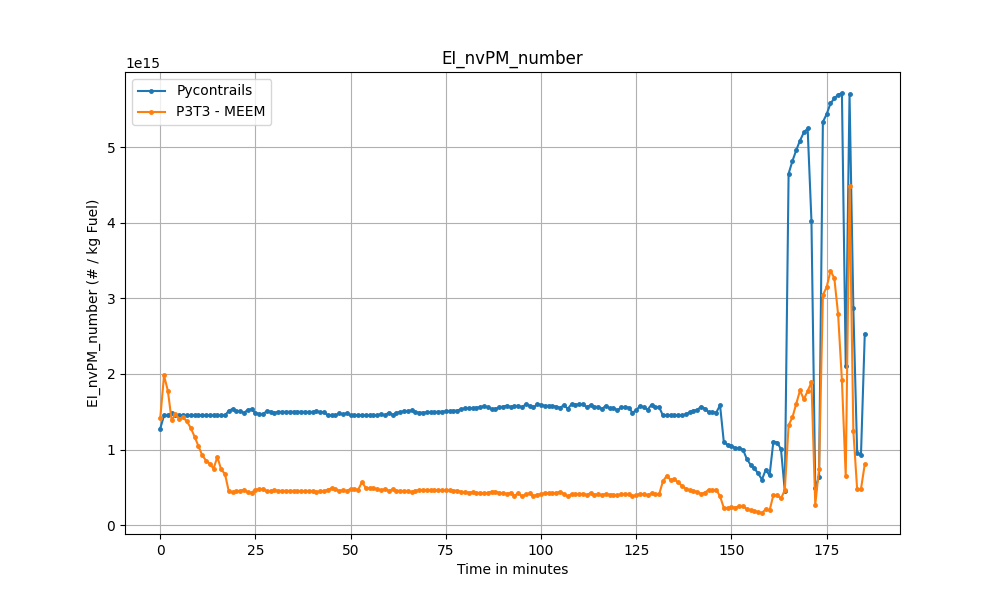 EI_nvPM_number
1e15
Pycontrails
P3T3 - MEEM
EI_nvPM_number (# / kg Fuel)
5
4
3
2
1
0
0 25 50 75 100 125 150 175
Time in minutes